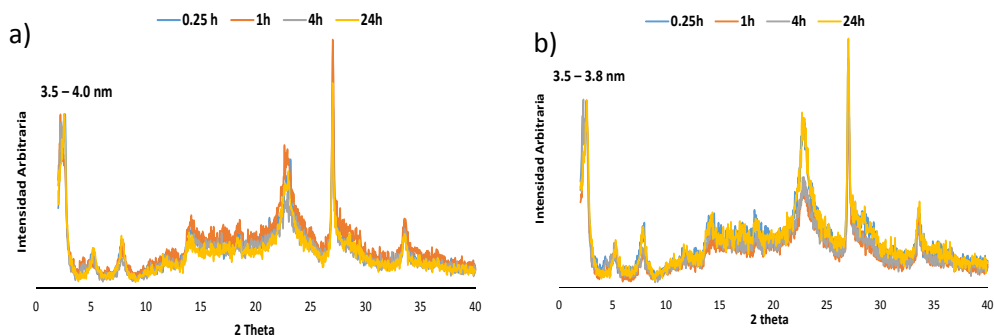 a)
0.25 h 1h 4h 24h
3.5 – 4.0 nm
Intensidad Arbitraria
0 5 10 15 20 25 30 35 40
2 Theta
b)
0.25h 1h 4h 24h
3.5 – 3.8 nm
Intensidad Arbitraria
0 5 10 15 20 25 30 35 40
2 theta